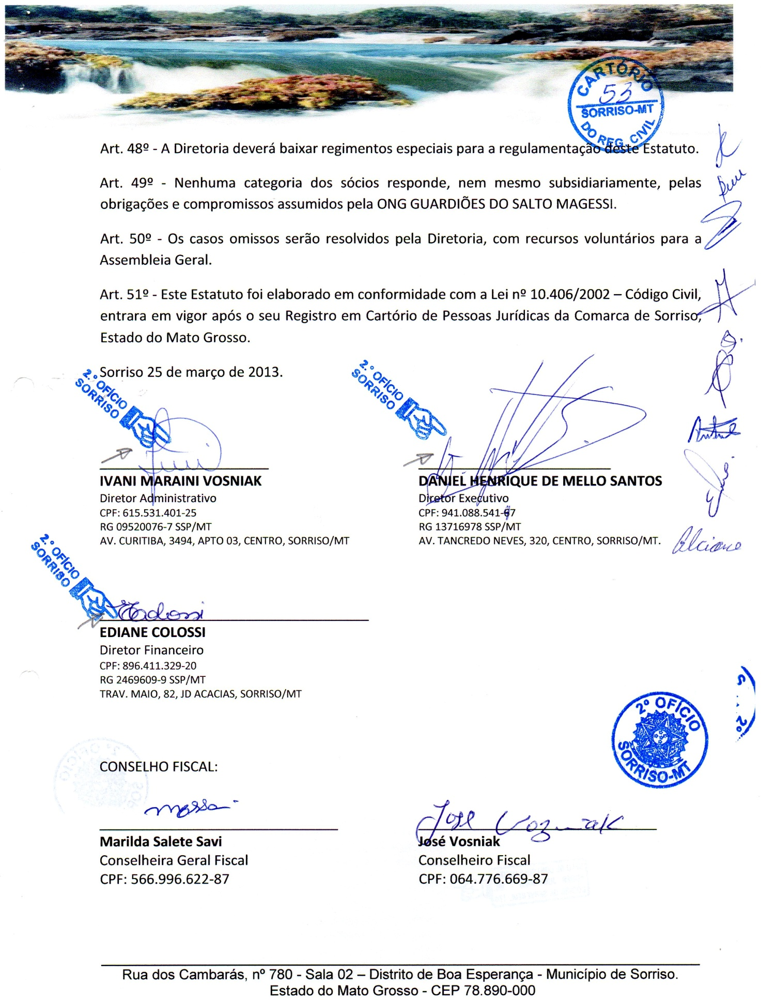 CARTÓRIO
53
SORRISO-MT
DO REG. CIVIL
Art. 48º - A Diretoria deverá baixar regimentos especiais para a regulamentação deste Estatuto.
Art. 49º - Nenhuma categoria dos sócios responde, nem mesmo subsidiariamente, pelas
obrigações e compromissos assumidos pela ONG GUARDIÕES DO SALTO MAGESSI.
Art. 50º - Os casos omissos serão resolvidos pela Diretoria, com recursos voluntários para a
Assembleia Geral.
Art. 51º - Este Estatuto foi elaborado em conformidade com a Lei nº 10.406/2002 – Código Civil,
entrara em vigor após o seu Registro em Cartório de Pessoas Jurídicas da Comarca de Sorriso,
Estado do Mato Grosso.
Sorriso 25 de março de 2013.
2.º OFÍCIO
SORRISO
2.º OFÍCIO
SORRISO
IVANI MARAINI VOSNIAK
Diretor Administrativo
CPF: 615.531.401-25
RG 09520076-7 SSP/MT
AV. CURITIBA, 3494, APTO 03, CENTRO, SORRISO/MT
DANIEL HENRIQUE DE MELLO SANTOS
Diretor Executivo
CPF: 941.088.541-67
RG 13716978 SSP/MT
AV. TANCREDO NEVES, 320, CENTRO, SORRISO/MT.
Alcione
2.º OFÍCIO
SORRISO
EColossi
EDIANE COLOSSI
Diretor Financeiro
CPF: 896.411.329-20
RG 2469609-9 SSP/MT
TRAV. MAIO, 82, JD ACACIAS, SORRISO/MT
2º OFÍCIO
SORRISO-MT
CONSELHO FISCAL:
Marilda Salete Savi
Conselheira Geral Fiscal
CPF: 566.996.622-87
José Vozniak
José Vosniak
Conselheiro Fiscal
CPF: 064.776.669-87
Rua dos Cambarás, nº 780 - Sala 02 – Distrito de Boa Esperança - Município de Sorriso.
Estado do Mato Grosso - CEP 78.890-000